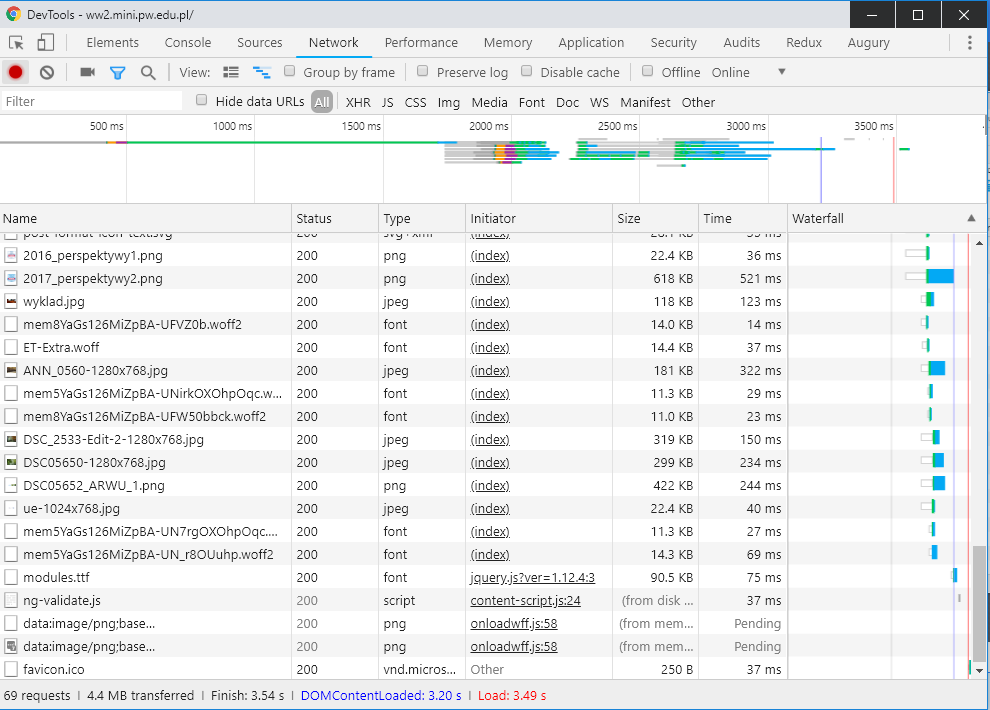 DevTools - ww2.mini.pw.edu.pl/
Elements Console Sources Network Performance Memory Application Security Audits Redux Augury
View: Group by frame Preserve log Disable cache Offline Online
Filter Hide data URLs All XHR JS CSS Img Media Font Doc WS Manifest Other
500 ms 1000 ms 1500 ms 2000 ms 2500 ms 3000 ms 3500 ms
Name Status Type Initiator Size Time Waterfall
post-format-icon-text.svg 200 svg+xml (index)
2016_perspektywy1.png 200 png (index) 22.4 KB 36 ms
2017_perspektywy2.png 200 png (index) 618 KB 521 ms
wyklad.jpg 200 jpeg (index) 118 KB 123 ms
mem8YaGs126MiZpBA-UFVZ0b.woff2 200 font (index) 14.0 KB 14 ms
ET-Extra.woff 200 font (index) 14.4 KB 37 ms
ANN_0560-1280x768.jpg 200 jpeg (index) 181 KB 322 ms
mem5YaGs126MiZpBA-UNirkOXOhpOqc.w... 200 font (index) 11.3 KB 29 ms
mem8YaGs126MiZpBA-UFW50bbck.woff2 200 font (index) 11.0 KB 23 ms
DSC_2533-Edit-2-1280x768.jpg 200 jpeg (index) 319 KB 150 ms
DSC05650-1280x768.jpg 200 jpeg (index) 299 KB 234 ms
DSC05652_ARWU_1.png 200 png (index) 422 KB 244 ms
ue-1024x768.jpg 200 jpeg (index) 22.4 KB 40 ms
mem5YaGs126MiZpBA-UN7rgOXOhpOqc.... 200 font (index) 11.3 KB 27 ms
mem5YaGs126MiZpBA-UN_r8OUuhp.woff2 200 font (index) 14.3 KB 69 ms
modules.ttf 200 font jquery.js?ver=1.12.4:3 90.5 KB 75 ms
ng-validate.js 200 script content-script.js:24 (from disk ... 37 ms
data:image/png;base... 200 png onloadwff.js:58 (from mem... Pending
data:image/png;base... 200 png onloadwff.js:58 (from mem... Pending
favicon.ico 200 vnd.micros... Other 250 B 37 ms
69 requests | 4.4 MB transferred | Finish: 3.54 s | DOMContentLoaded: 3.20 s | Load: 3.49 s